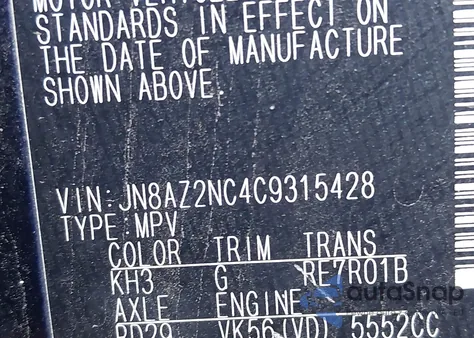 STANDARDS IN EFFECT ON
THE DATE OF MANUFACTURE
SHOWN ABOVE.
VIN: JN8AZ2NC4C9315428
TYPE: MPV
COLOR TRIM TRANS
KH3 G RE7R01B
AXLE ENGINE
VK56(VD) 5552CC
autoSnap